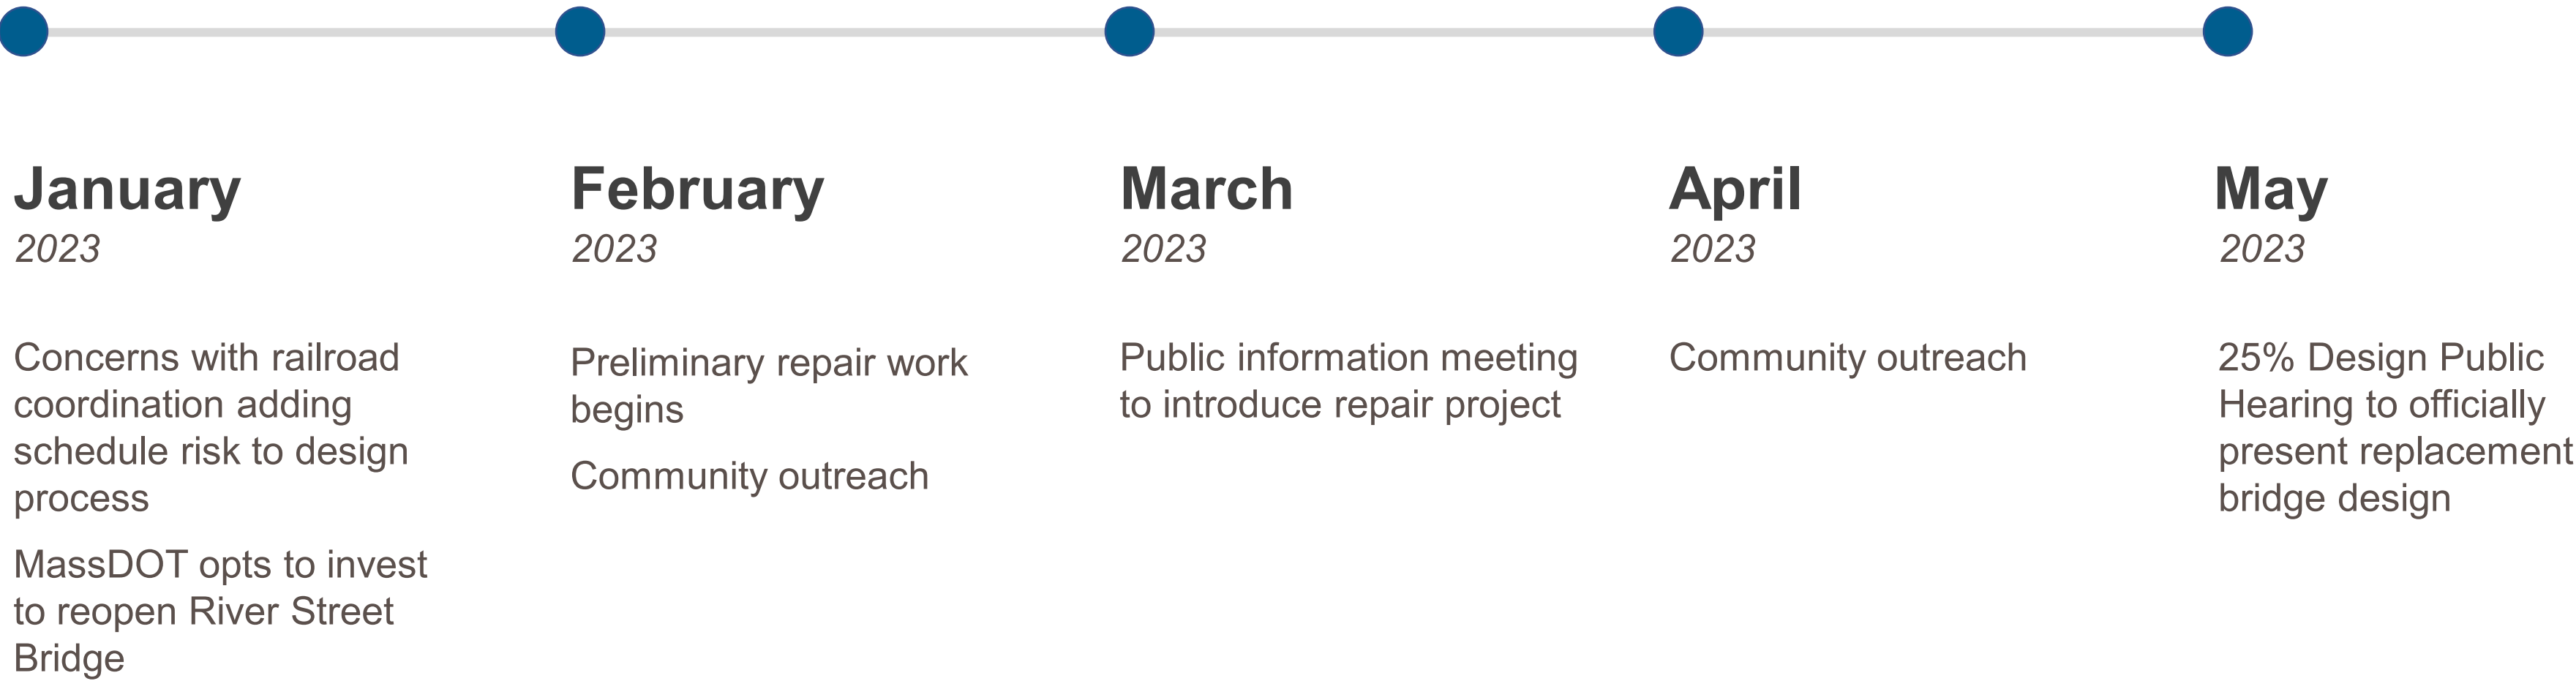 January
2023
Concerns with railroad
coordination adding
schedule risk to design
process
MassDOT opts to invest
to reopen River Street
Bridge
February
2023
Preliminary repair work
begins
Community outreach
March
2023
Public information meeting
to introduce repair project
April
2023
Community outreach
May
2023
25% Design Public
Hearing to officially
present replacement
bridge design